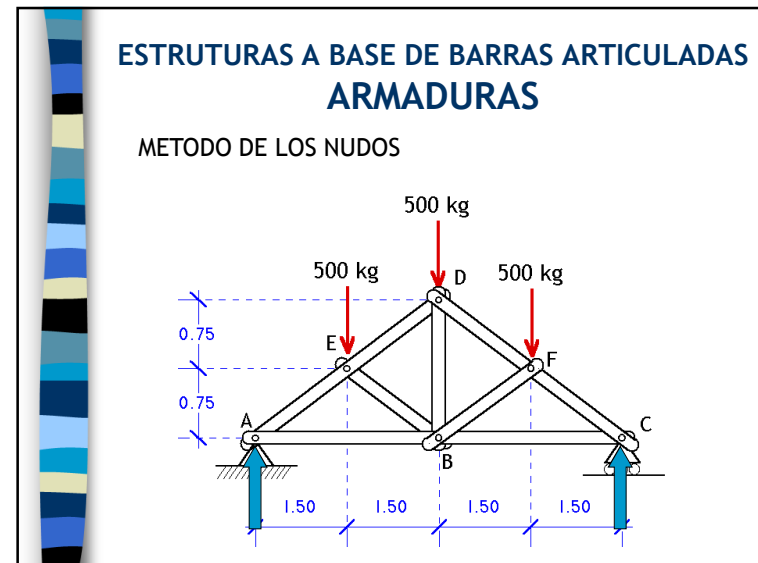 ESTRUTURAS A BASE DE BARRAS ARTICULADAS
ARMADURAS
METODO DE LOS NUDOS
500 kg
500 kg
500 kg
D
0.75
E
F
0.75
A
C
B
1.50
1.50
1.50
1.50